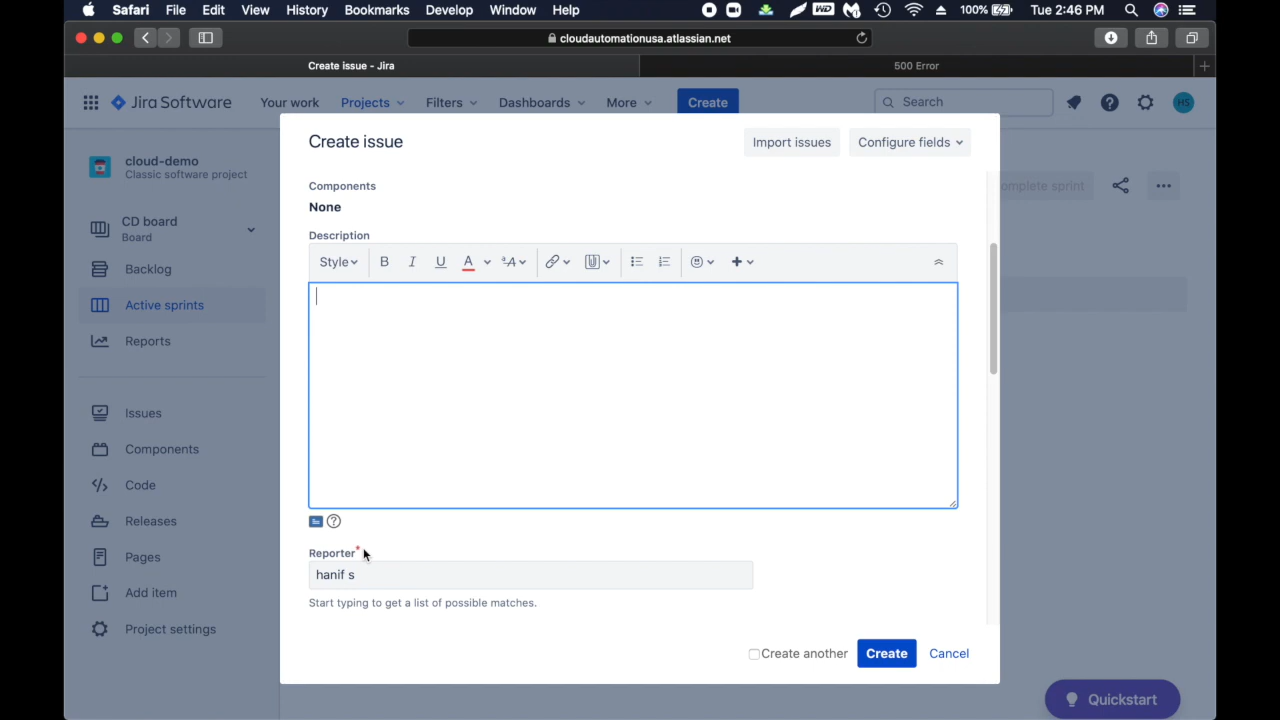 Safari File Edit View History Bookmarks Develop Window Help WD 100% Tue 2:46 PM
cloudautomationusa.atlassian.net
Create issue - Jira 500 Error
Jira Software Your work Projects Filters Dashboards More Create Search HS
Create issue Import issues Configure fields
cloud-demo
Classic software project
omplete sprint
Components
None
CD board
Board
Description
Style B I U A A
Backlog
Active sprints
Reports
Issues
Components
Code
Releases
Reporter*
Pages
hanif s
Add item
Start typing to get a list of possible matches.
Project settings
Create another Create Cancel
Quickstart